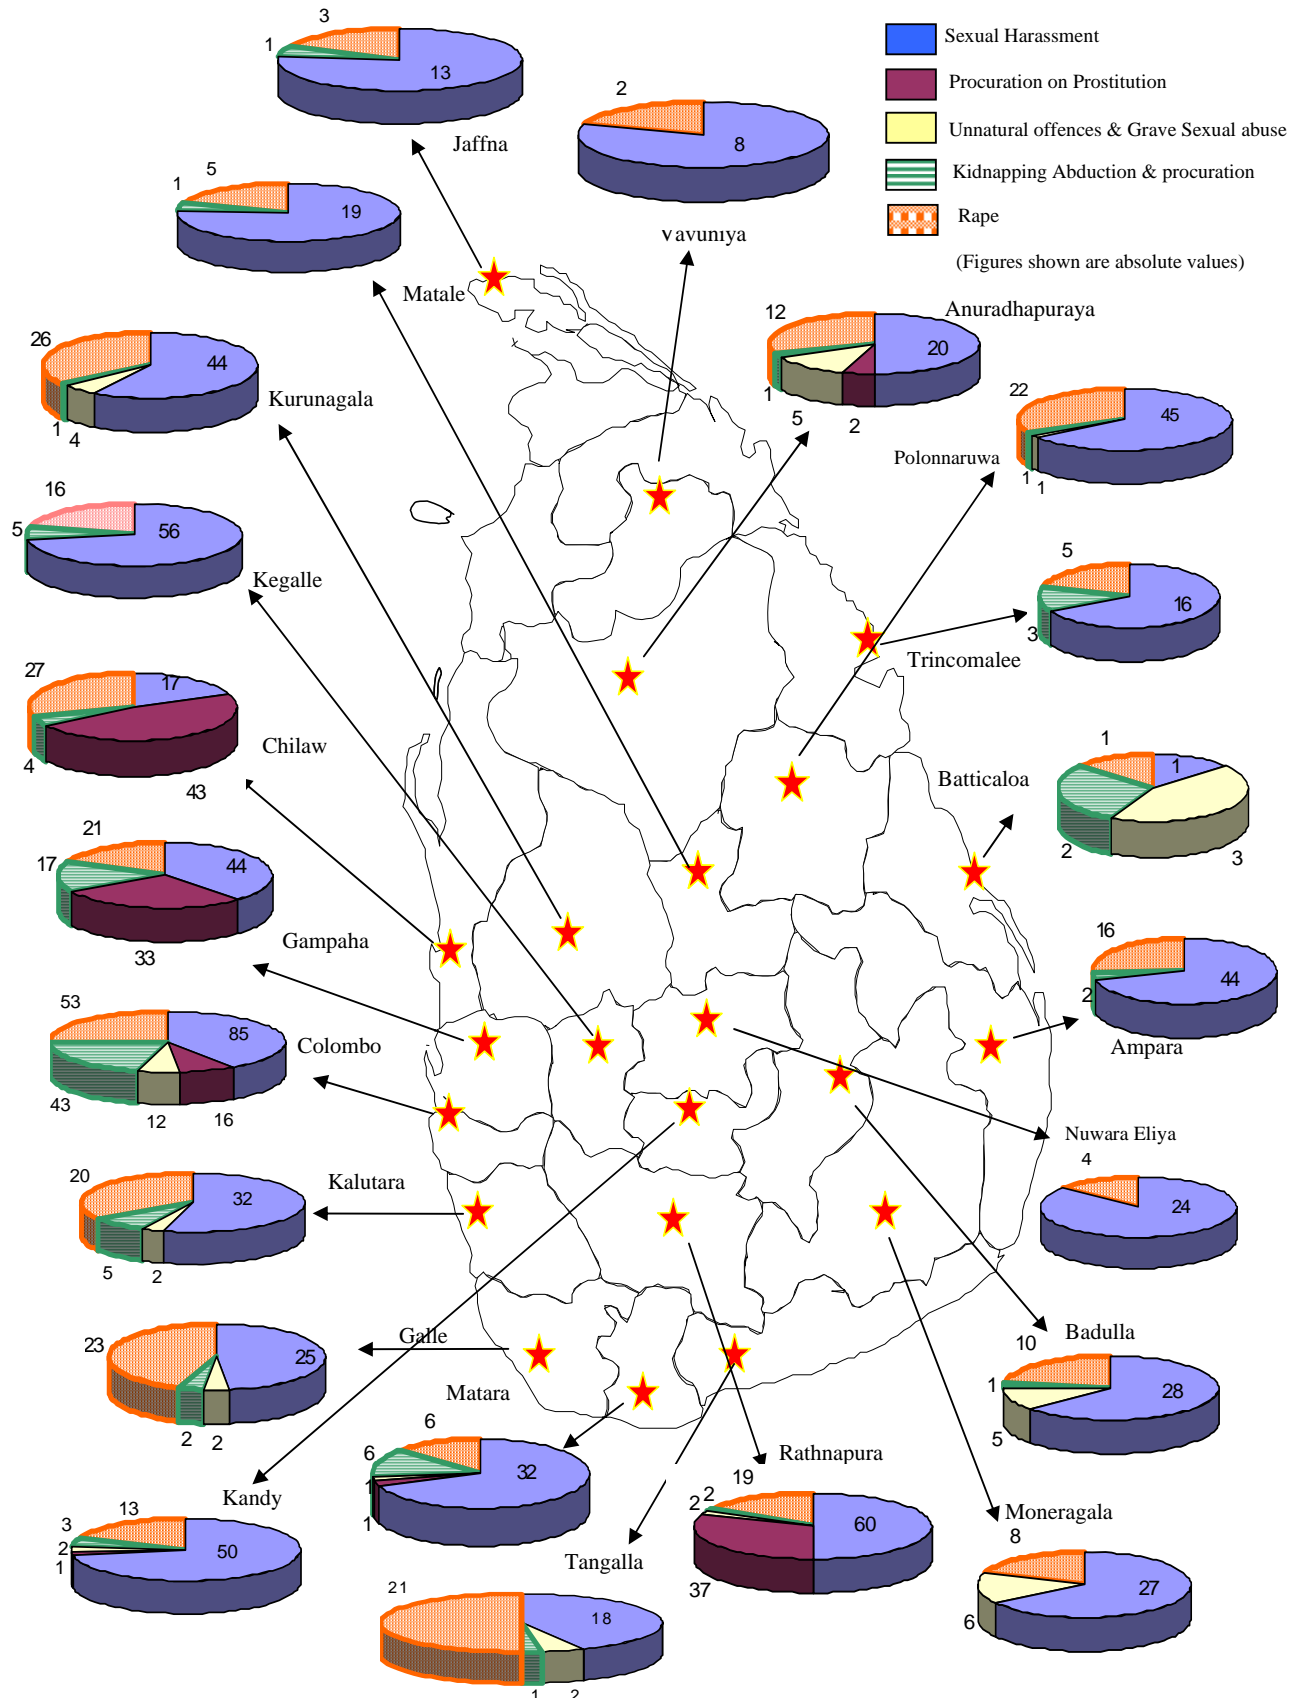 3
1
13
Jaffna
2
8
Vavuniya
Sexual Harassment
Procuration on Prostitution
Unnatural offences & Grave Sexual abuse
Kidnapping Abduction & procuration
Rape
(Figures shown are absolute values)
1
5
19
Matale
Anuradhapuraya
12
20
1
5
2
26
44
1
4
Kurunagala
22
45
1
1
Polonnaruwa
16
5
56
Kegalle
5
16
3
Trincomalee
27
17
4
43
Chilaw
1
1
2
3
Batticaloa
21
17
44
33
Gampaha
16
44
2
Ampara
53
85
43
12
16
Colombo
Nuwara Eliya
4
24
20
32
5
2
Kalutara
23
25
2
2
Galle
Badulla
10
28
1
5
Matara
6
6
32
1
1
Rathnapura
19
2
2
60
37
Kandy
13
3
2
1
50
Moneragala
8
27
6
Tangalla
21
18
1
2